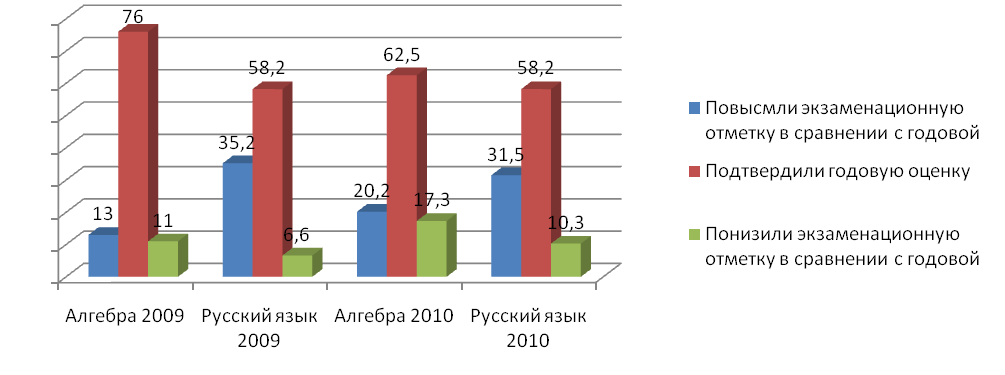 76
58,2
62,5
58,2
35,2
31,5
20,2
17,3
13
11
6,6
10,3
Алгебра 2009
Русский язык
2009
Алгебра 2010
Русский язык
2010
Повысмли экзаменационную
отметку в сравнении с годовой
Подтвердили годовую оценку
Понизили экзаменационную
отметку в сравнении с годовой